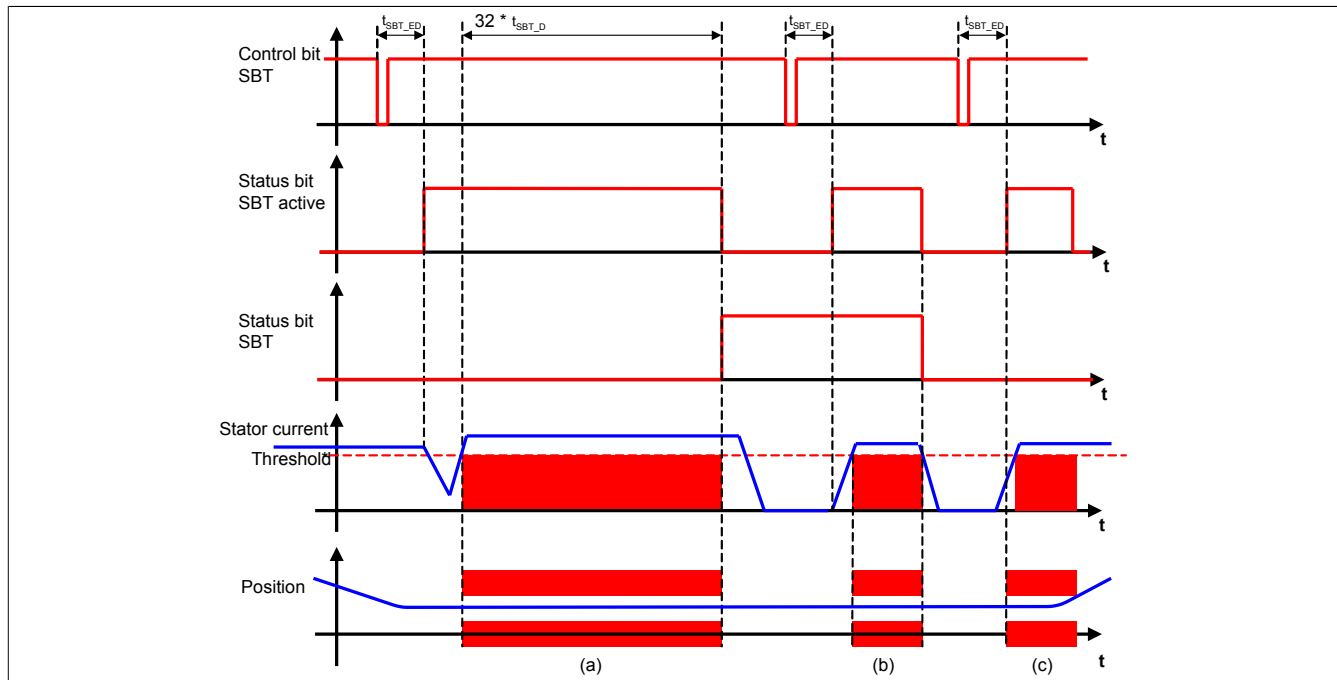 t_SBT_ED
32 * t_SBT_D
t_SBT_ED
t_SBT_ED
Control bit
SBT
t
Status bit
SBT active
t
Status bit
SBT
t
Stator current
Threshold
t
Position
t
(a)
(b)
(c)